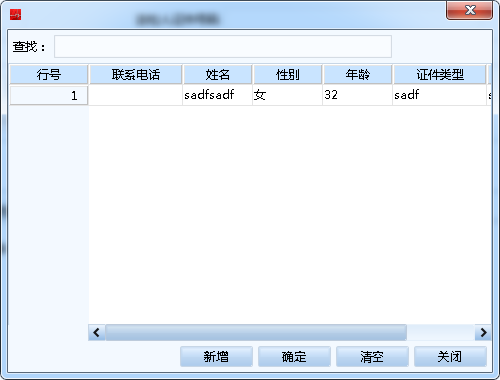 查找：
行号 联系电话 姓名 性别 年龄 证件类型
1 sadfsadf 女 32 sadf
新增 确定 清空 关闭